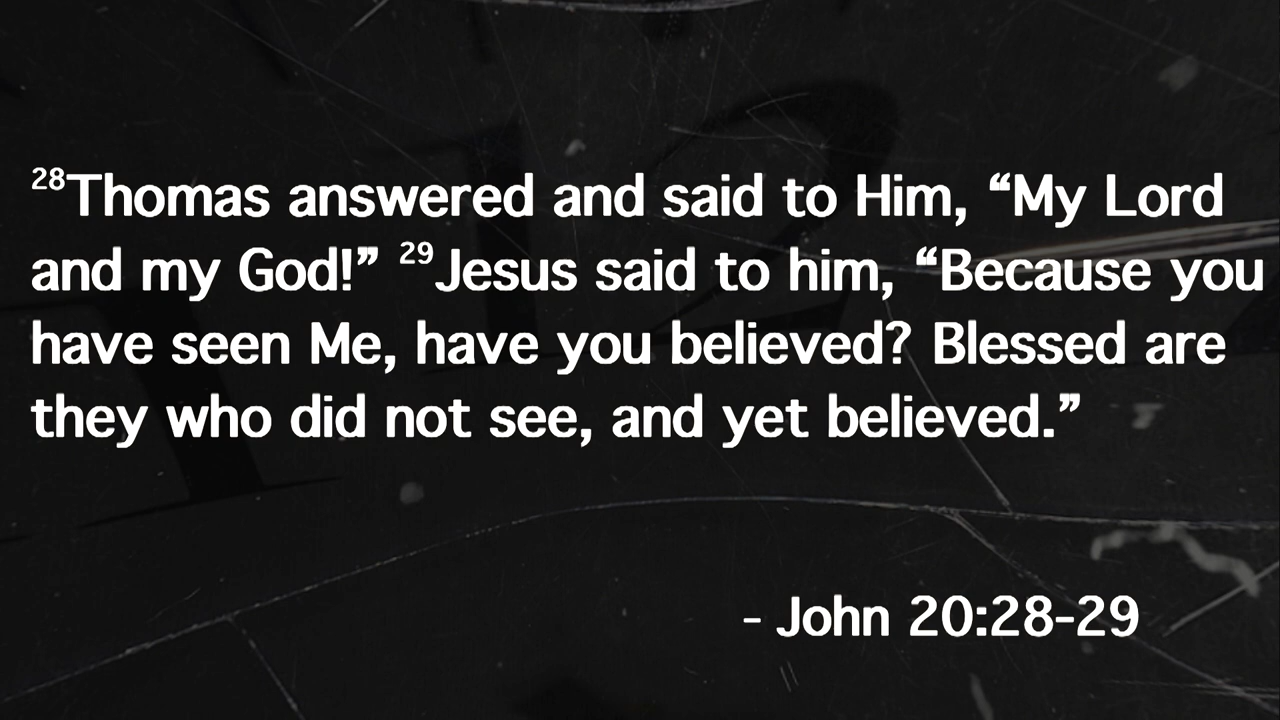 ²⁸Thomas answered and said to Him, “My Lord
and my God!” ²⁹Jesus said to him, “Because you
have seen Me, have you believed? Blessed are
they who did not see, and yet believed.”
- John 20:28-29